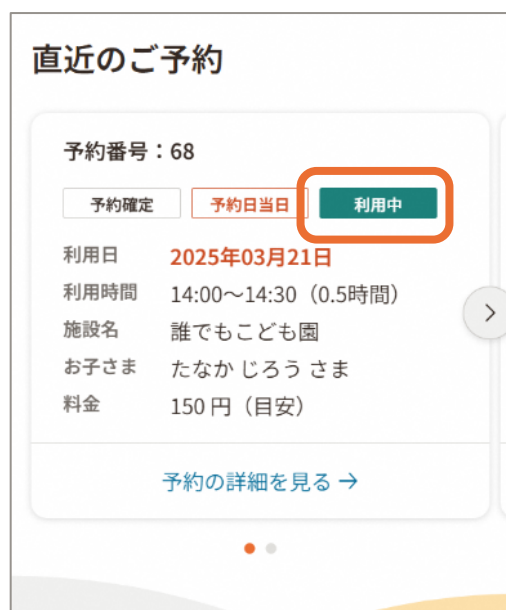 直近のご予約
予約番号：68
予約確定 予約日当日 利用中
利用日 2025年03月21日
利用時間 14:00〜14:30（0.5時間）
施設名 誰でもこども園
お子さま たなか じろう さま
料金 150 円（目安）
予約の詳細を見る →